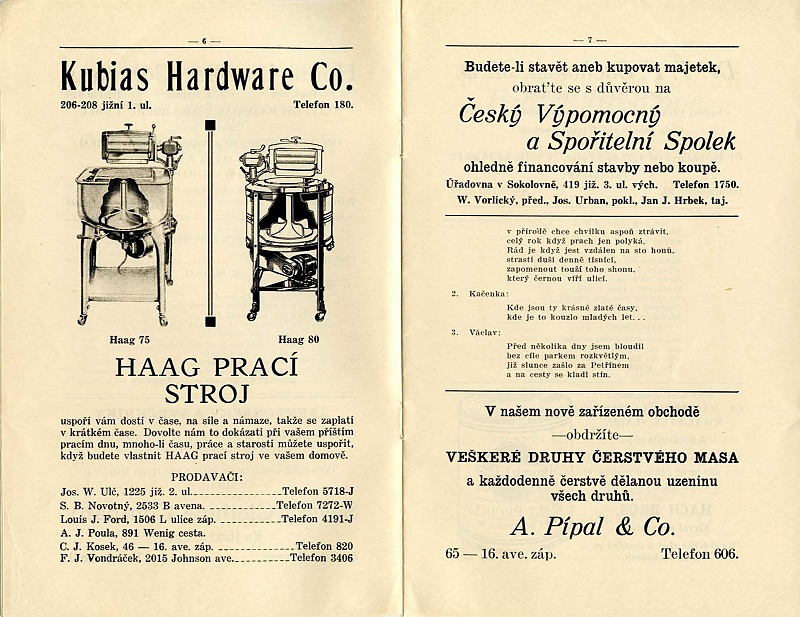 — 6 —
Kubias Hardware Co.
206-208 jižní 1. ul. Telefon 180.
Haag 75 Haag 80
HAAG PRACÍ
STROJ
uspoří vám dosti v čase, na síle a námaze, takže se zaplatí
v krátkém čase. Dovolte nám to dokázati při vašem příštím
pracím dnu, mnoho-li času, práce a starosti můžete uspořit,
když budete vlastnit HAAG prací stroj ve vašem domově.
PRODAVAČI:
Jos. W. Ulč, 1225 již. 2. ul. Telefon 5718-J
S. B. Novotný, 2533 B avena. Telefon 7272-W
Louis J. Ford, 1506 L ulice záp. Telefon 4191-J
A. J. Poula, 891 Wenig cesta.
C. J. Kosek, 46 — 16. ave. záp. Telefon 820
F. J. Vondráček, 2015 Johnson ave. Telefon 3406
— 7 —
Budete-li stavět aneb kupovat majetek,
obraťte se s důvěrou na
Český Výpomocný
a Spořitelní Spolek
ohledně financování stavby nebo koupě.
Úřadovna v Sokolovně, 419 již. 3. ul. vých. Telefon 1750.
W. Vorlický, před., Jos. Urban, pokl., Jan J. Hrbek, taj.
v přírodě chce chvilku aspoň ztrávit,
celý rok když prach jen polyká.
Rád je když jest vzdálen na sto honů,
strasti duši denně tísnící,
zapomenout touží toho shonu,
který černou víří ulicí.
2. Kačenka:
Kde jsou ty krásné zlaté časy,
kde je to kouzlo mladých let...
3. Václav:
Před několika dny jsem bloudil
bez cíle parkem rozkvětlým,
již slunce zašlo za Petřínem
a na cesty se kladl stín.
V našem nově zařízeném obchodě
—obdržíte—
VEŠKERÉ DRUHY ČERSTVÉHO MASA
a každodenně čerstvě dělanou uzeninu
všech druhů.
A. Pípal & Co.
65 — 16. ave. záp. Telefon 606.